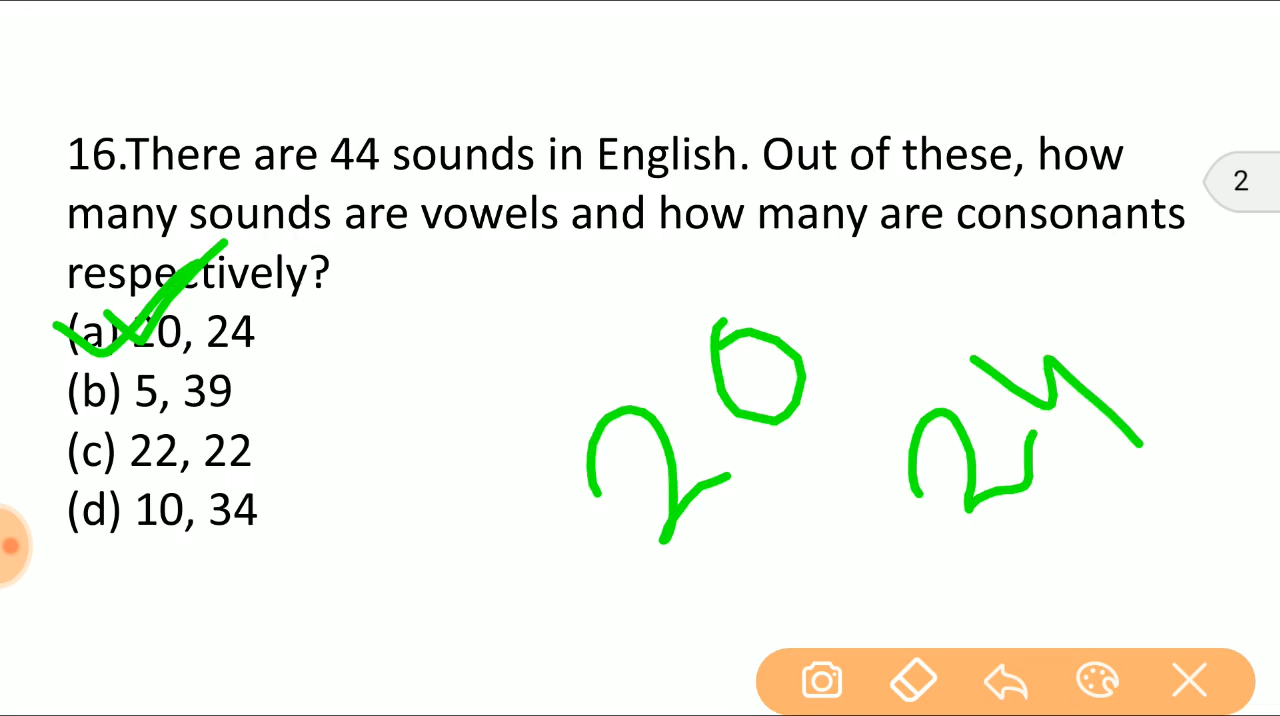 16.There are 44 sounds in English. Out of these, how
many sounds are vowels and how many are consonants
respectively?
(a) 20, 24
(b) 5, 39
(c) 22, 22
(d) 10, 34
20 24
2